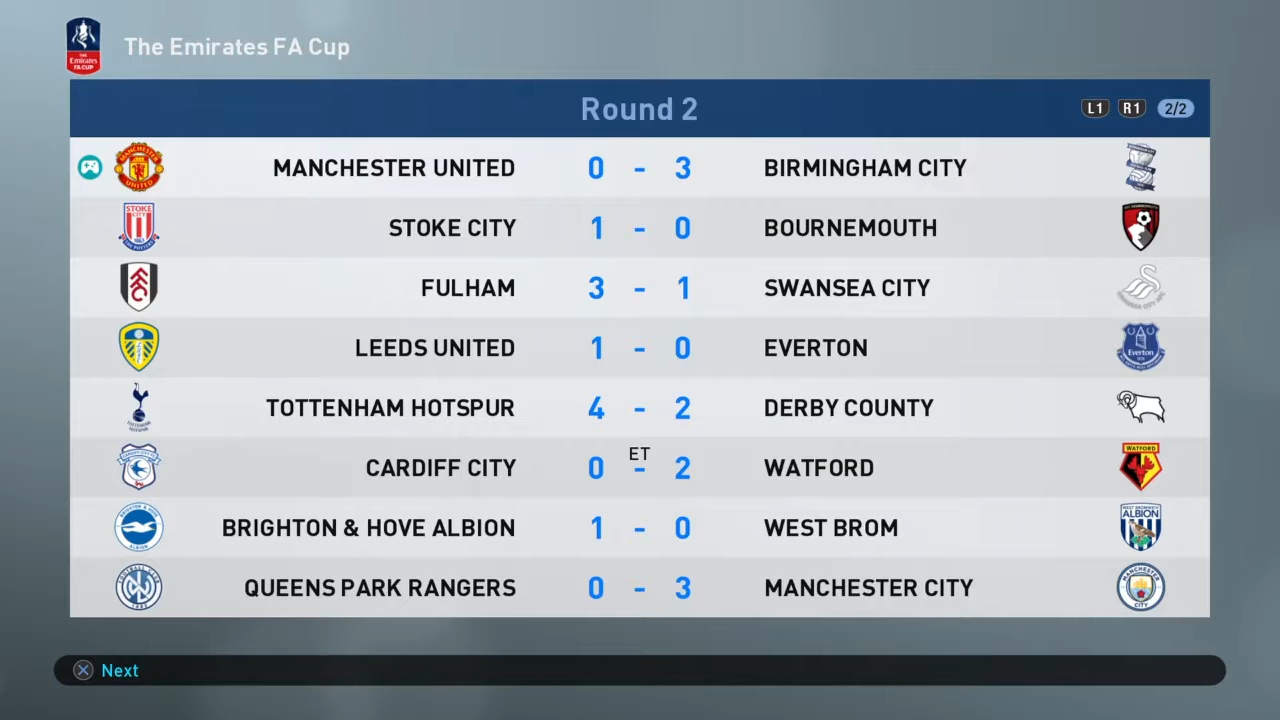 The Emirates FA Cup
Round 2
L1 R1 2/2
MANCHESTER UNITED 0 - 3 BIRMINGHAM CITY
STOKE CITY 1 - 0 BOURNEMOUTH
FULHAM 3 - 1 SWANSEA CITY
LEEDS UNITED 1 - 0 EVERTON
TOTTENHAM HOTSPUR 4 - 2 DERBY COUNTY
ET
CARDIFF CITY 0 - 2 WATFORD
BRIGHTON & HOVE ALBION 1 - 0 WEST BROM
QUEENS PARK RANGERS 0 - 3 MANCHESTER CITY
Next